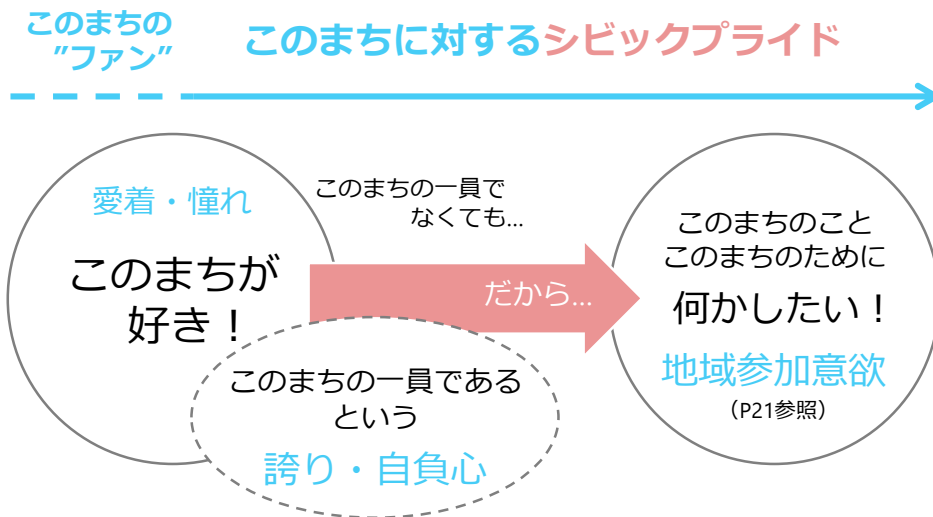 このまちの
”ファン”
このまちに対するシビックプライド
愛着・憧れ
このまちが
好き！
このまちの一員で
なくても…
だから…
このまちの一員である
という
誇り・自負心
このまちのこと
このまちのために
何かしたい！
地域参加意欲
（P21参照）